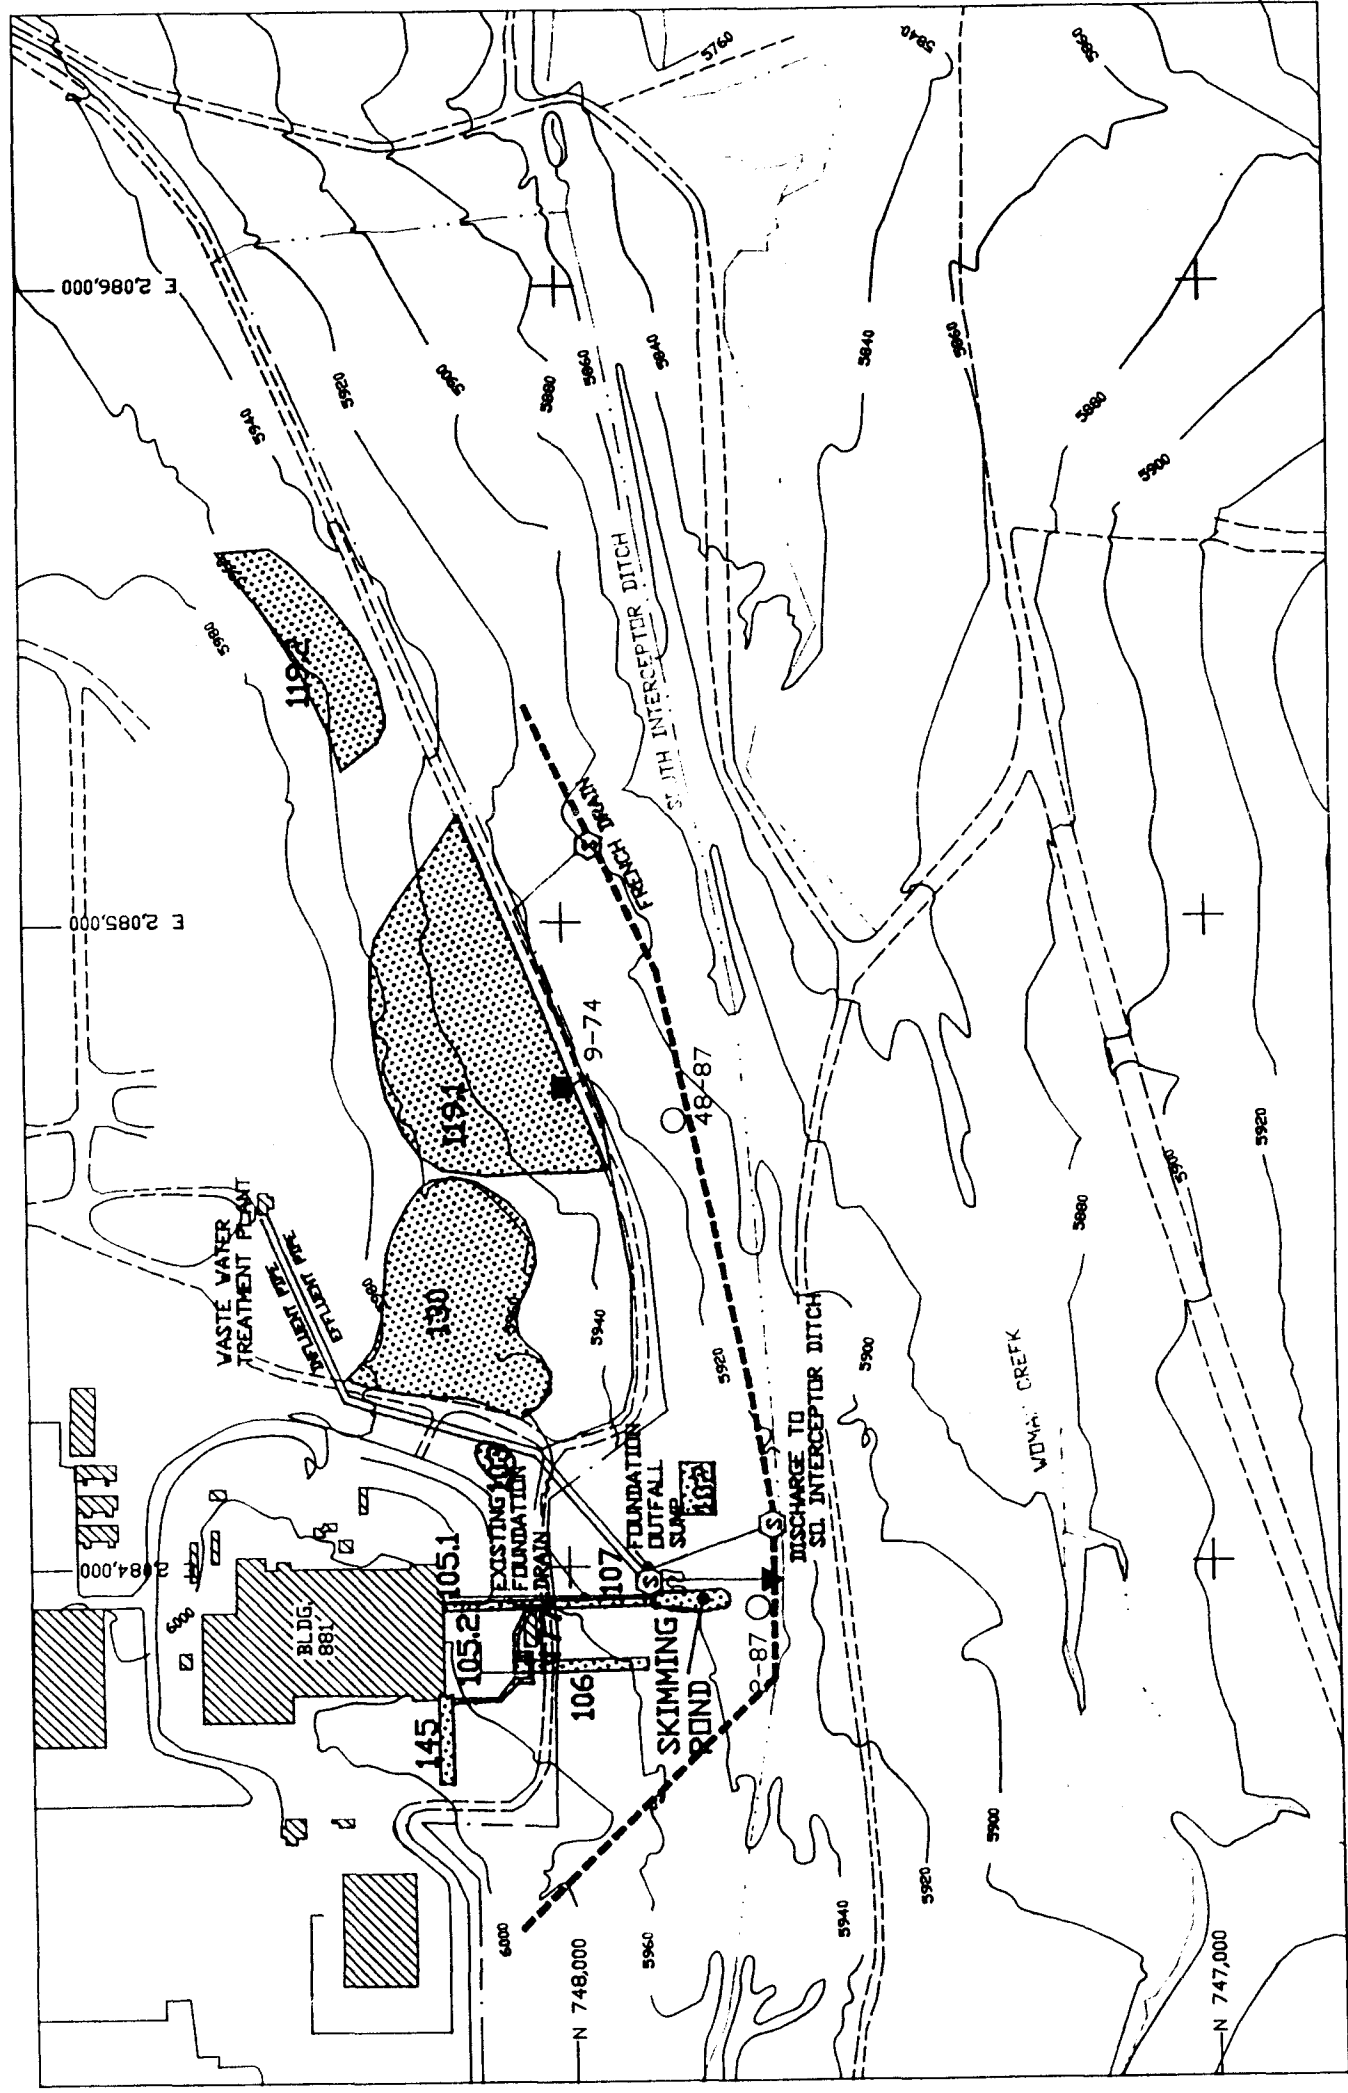 E 2,086,000
E 2,085,000
E 2,084,000
N 748,000
N 747,000
5760
5840
5860
5940
5920
5900
5880
5860
5840
5840
5860
5880
5900
5980
119.2
SOUTH INTERCEPTOR DITCH
FRENCH DRAIN
S
119.1
9-74
48-87
WASTE WATER
TREATMENT PLANT
INFLUENT PIPE
EFFLUENT PIPE
5980
130
5940
5920
5900
5880
5900
5920
WOMAN CREEK
DISCHARGE TO
SO. INTERCEPTOR DITCH
S
FOUNDATION
OUTFALL
SUMP
102
103
EXISTING
FOUNDATION
DRAIN
107
S
105.1
105.2
106
145
BLDG.
881
6000
SKIMMING
POND
2-87
6000
5960
5940
5920
5900